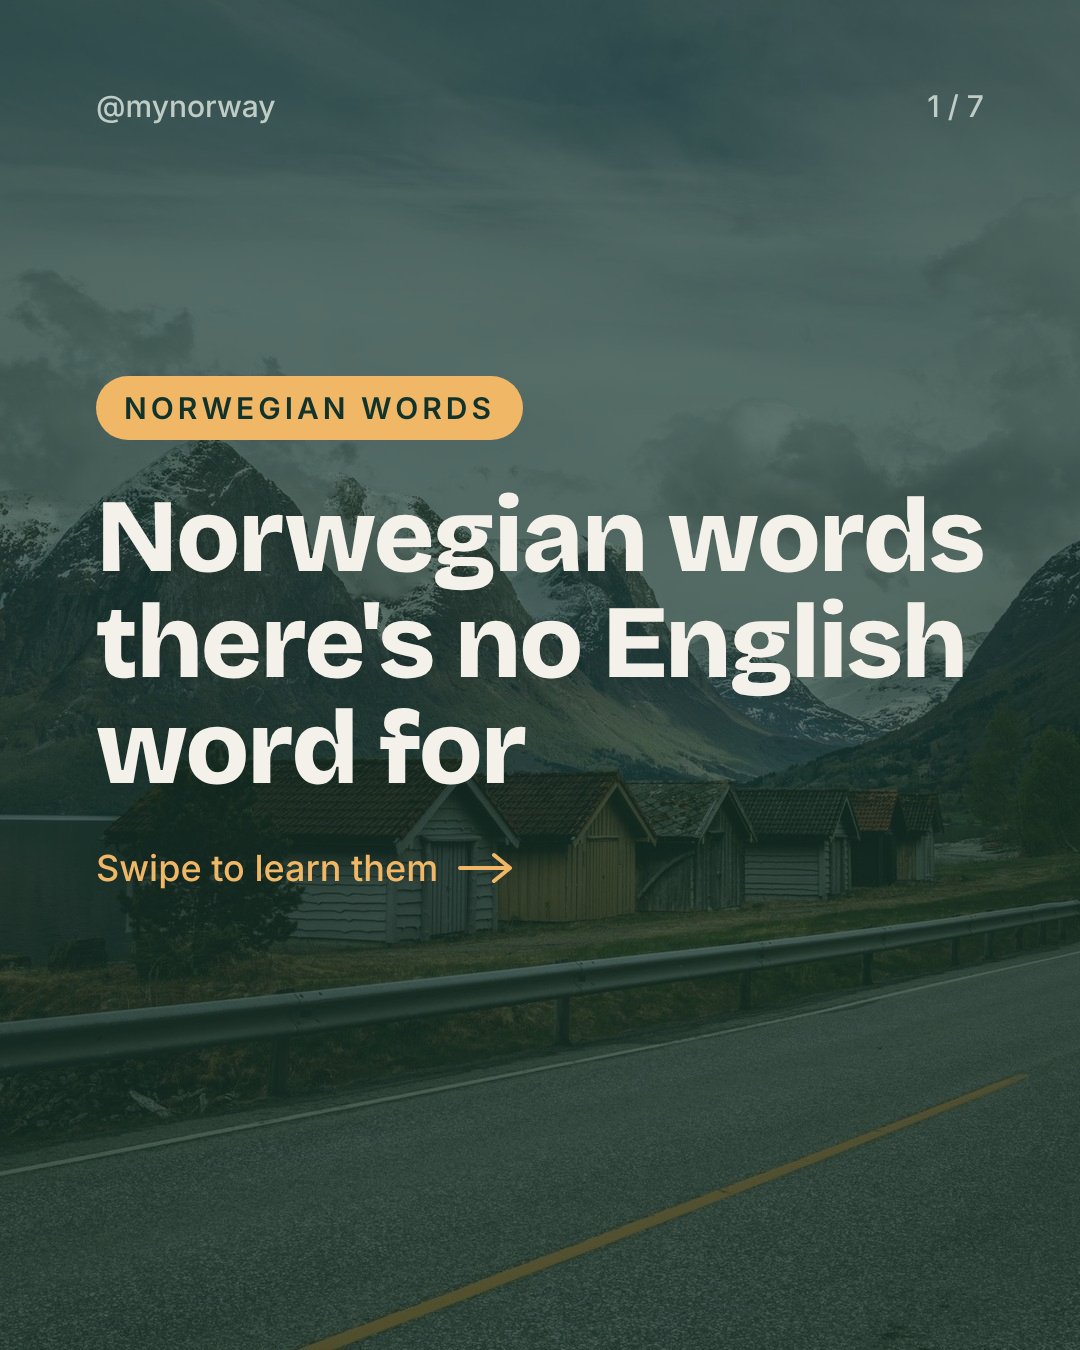 @mynorway
1 / 7
NORWEGIAN WORDS
Norwegian words
there's no English
word for
Swipe to learn them →